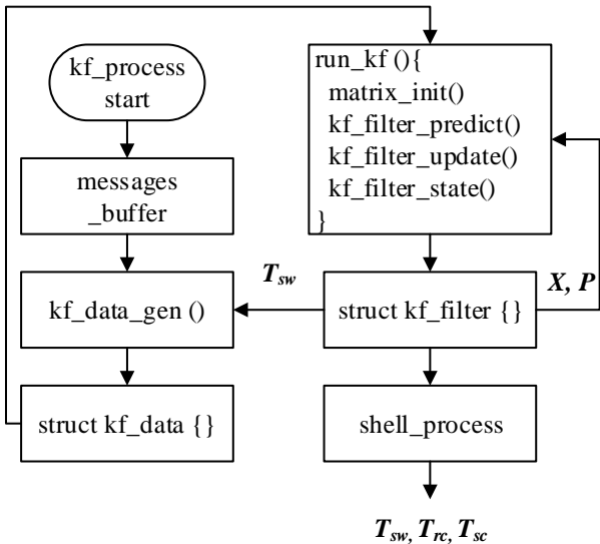 kf_process
start
messages
_buffer
kf_data_gen ()
struct kf_data {}
run_kf (){
matrix_init()
kf_filter_predict()
kf_filter_update()
kf_filter_state()
}
T_sw
struct kf_filter {}
X, P
shell_process
T_sw, T_rc, T_sc